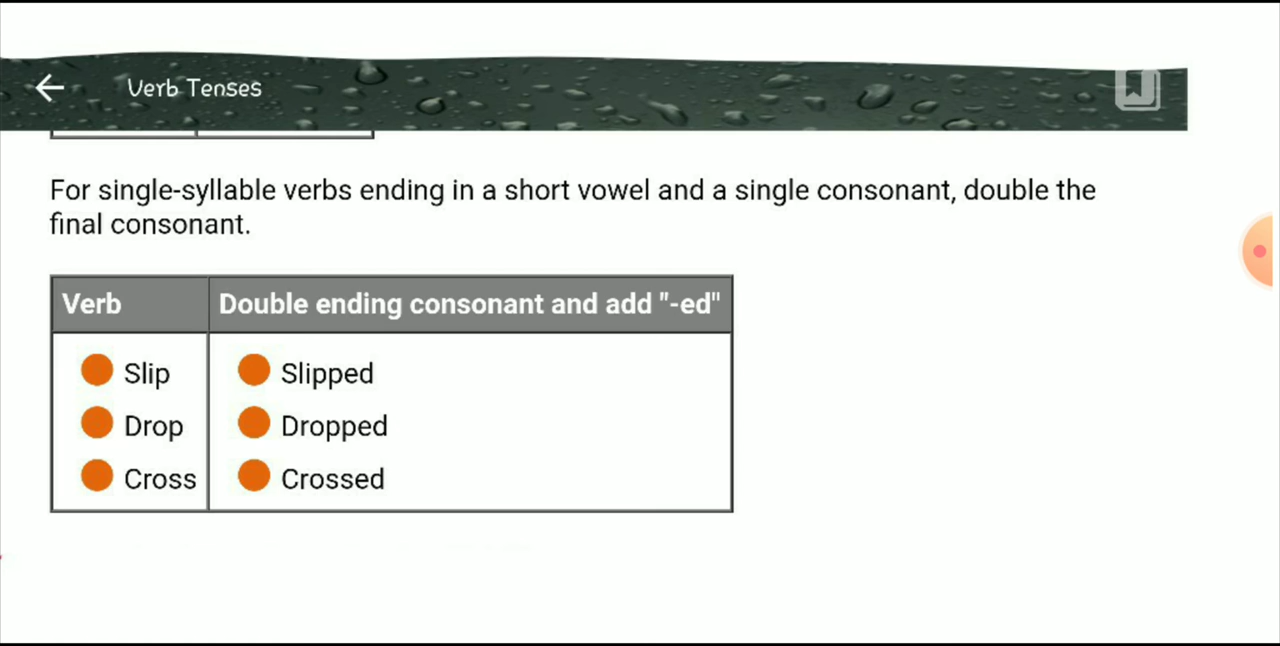 Verb Tenses
For single-syllable verbs ending in a short vowel and a single consonant, double the
final consonant.
Verb Double ending consonant and add "-ed"
Slip Slipped
Drop Dropped
Cross Crossed